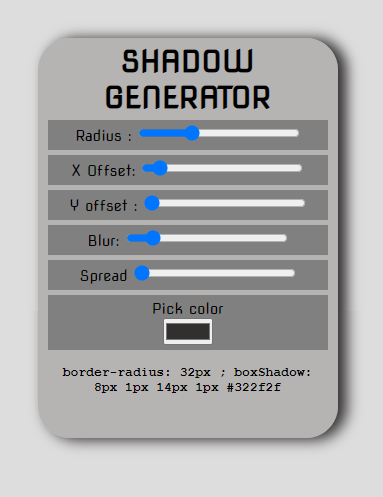 SHADOW
GENERATOR
Radius :
X Offset:
Y offset :
Blur:
Spread
Pick color
border-radius: 32px ; boxShadow:
8px 1px 14px 1px #322f2f